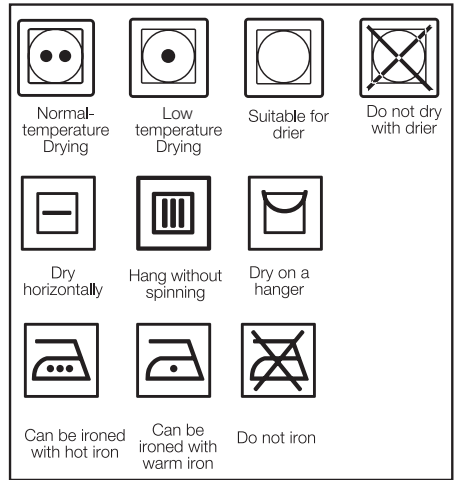 Normal-
temperature
Drying
Low
temperature
Drying
Suitable for
drier
Do not dry
with drier
Dry
horizontally
Hang without
spinning
Dry on a
hanger
Can be ironed
with hot iron
Can be
ironed with
warm iron
Do not iron